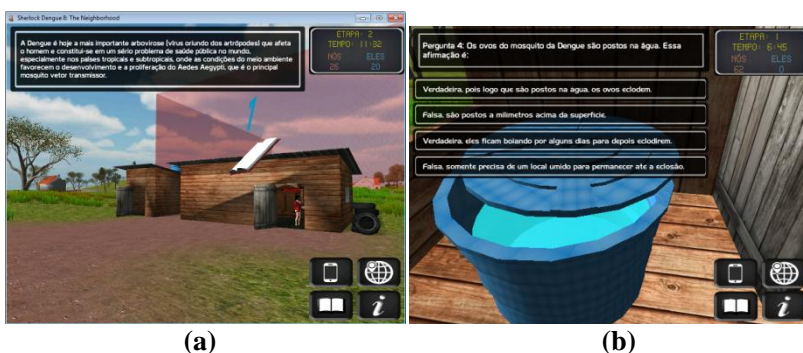 Sherlock Dengue 8: The Neighborhood
A Dengue é hoje a mais importante arbovirose (vírus oriundo dos artrópodes) que afeta
o homem e constitui-se em um sério problema de saúde pública no mundo,
especialmente nos países tropicais e subtropicais, onde as condições do meio ambiente
favorecem o desenvolvimento e a proliferação do Aedes Aegypti, que é o principal
mosquito vetor transmissor.
ETAPA: 2
TEMPO: 11:32
NÓS ELES
26 20
(a)
Pergunta 4: Os ovos do mosquito da Dengue são postos na água. Essa
afirmação é:
Verdadeira, pois logo que são postos na água, os ovos eclodem.
Falsa, são postos a milímetros acima da superfície.
Verdadeira, eles ficam boiando por alguns dias para depois eclodirem.
Falsa, somente precisa de um local umido para permanecer até a eclosão.
ETAPA: 1
TEMPO: 6:45
NÓS ELES
62 0
(b)